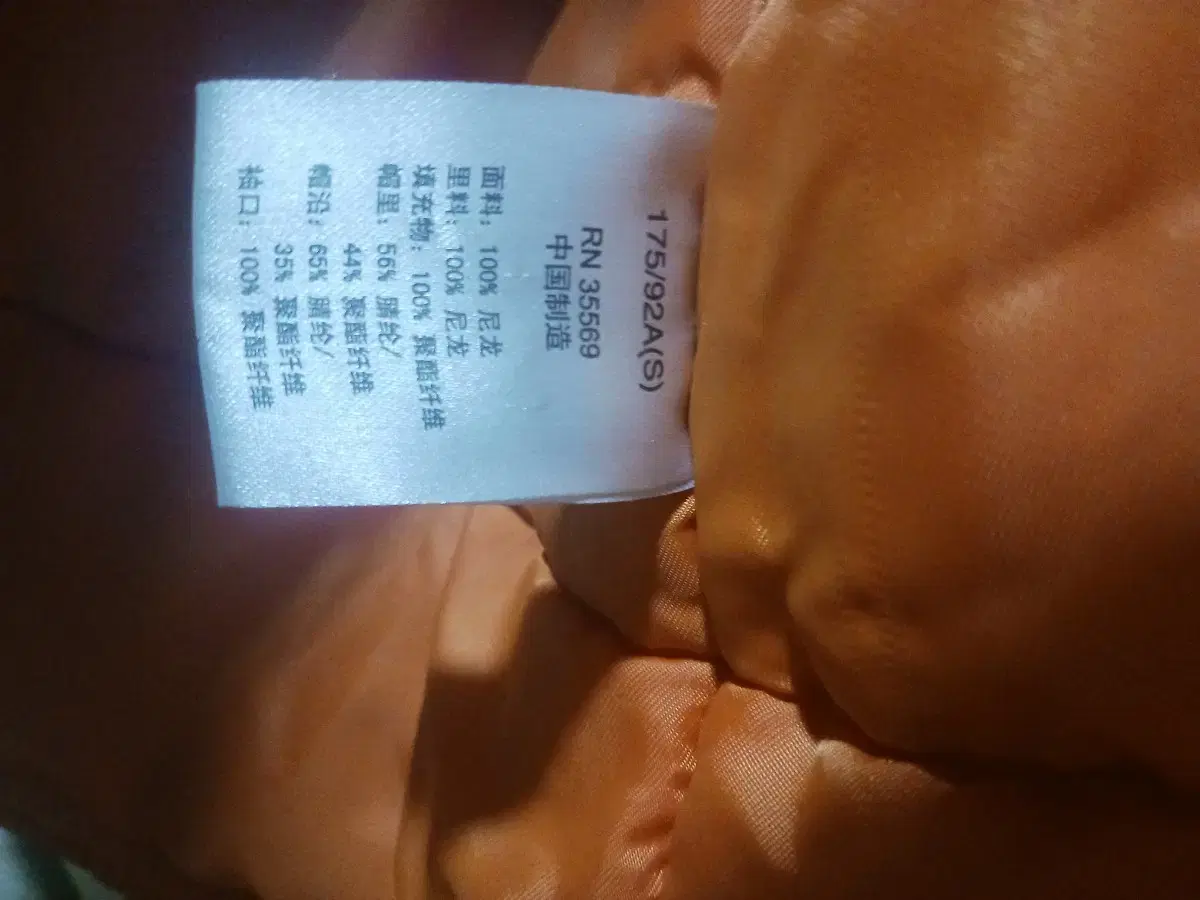 175/92A(S)
RN 35569
中国制造
面料: 100% 尼龙
里料: 100% 尼龙
填充物: 100% 聚酯纤维
帽里: 56% 腈纶/
44% 聚酯纤维
帽沿: 65% 腈纶/
35% 聚酯纤维
袖口: 100% 聚酯纤维